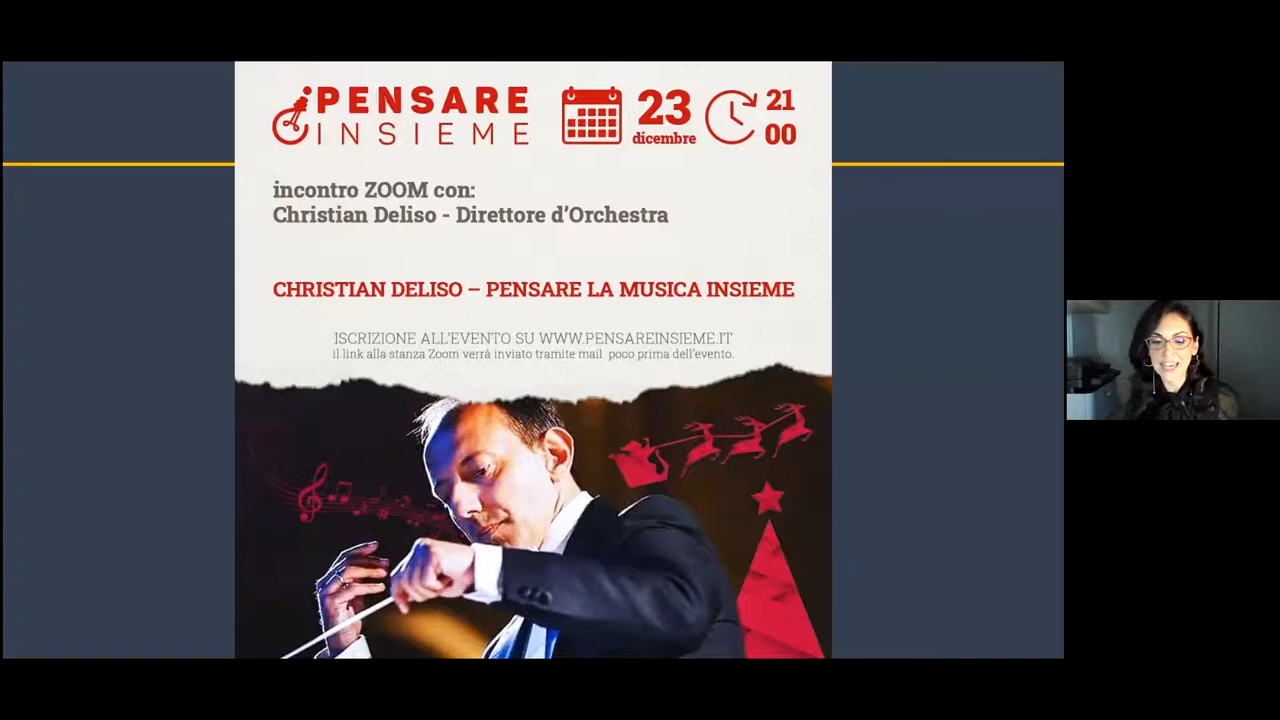 PENSARE
INSIEME
23
dicembre
21
00
incontro ZOOM con:
Christian Deliso - Direttore d'Orchestra
CHRISTIAN DELISO – PENSARE LA MUSICA INSIEME
ISCRIZIONE ALL'EVENTO SU WWW.PENSAREINSIEME.IT
il link alla stanza Zoom verrà inviato tramite mail poco prima dell'evento.